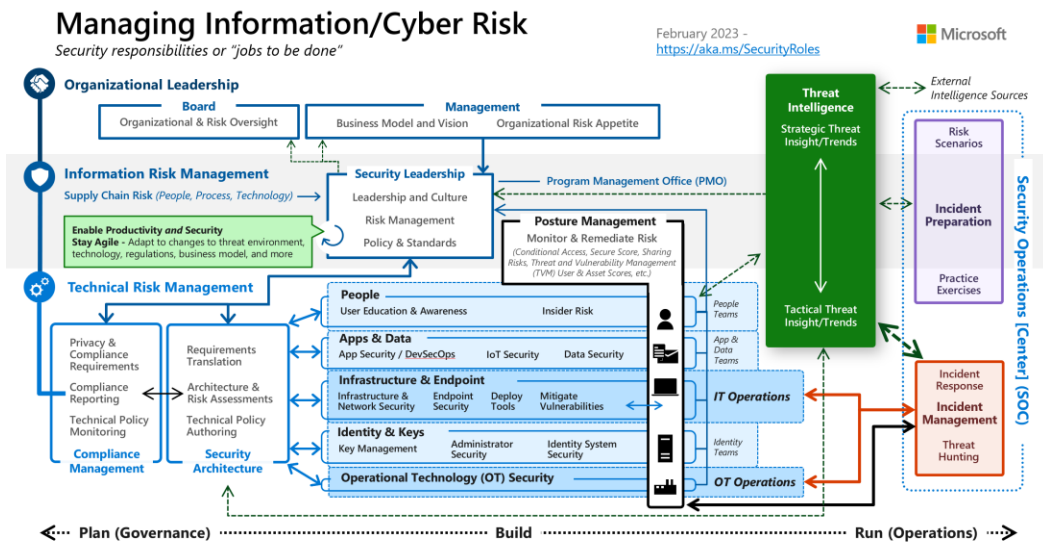 Managing Information/Cyber Risk
Security responsibilities or “jobs to be done”
February 2023 -
https://aka.ms/SecurityRoles
Microsoft
Organizational Leadership
Board
Organizational & Risk Oversight
Management
Business Model and Vision
Organizational Risk Appetite
Threat
Intelligence
Strategic Threat
Insight/Trends
Tactical Threat
Insight/Trends
External
Intelligence Sources
Risk
Scenarios
Incident
Preparation
Practice
Exercises
Security Operations [Center] (SOC)
Information Risk Management
Supply Chain Risk (People, Process, Technology)
Security Leadership
Leadership and Culture
Risk Management
Policy & Standards
Program Management Office (PMO)
Enable Productivity and Security
Stay Agile - Adapt to changes to threat environment,
technology, regulations, business model, and more
Posture Management
Monitor & Remediate Risk
(Conditional Access, Secure Score, Sharing
Risks, Threat and Vulnerability Management
(TVM) User & Asset Scores, etc.)
Technical Risk Management
Privacy &
Compliance
Requirements
Compliance
Reporting
Technical Policy
Monitoring
Compliance
Management
Requirements
Translation
Architecture &
Risk Assessments
Technical Policy
Authoring
Security
Architecture
People
User Education & Awareness
Insider Risk
People
Teams
Apps & Data
App Security / DevSecOps
IoT Security
Data Security
App &
Data
Teams
Infrastructure & Endpoint
Infrastructure &
Network Security
Endpoint
Security
Deploy
Tools
Mitigate
Vulnerabilities
IT Operations
Identity & Keys
Key Management
Administrator
Security
Identity System
Security
Identity
Teams
Operational Technology (OT) Security
OT Operations
Incident
Response
Incident
Management
Threat
Hunting
Plan (Governance)
Build
Run (Operations)